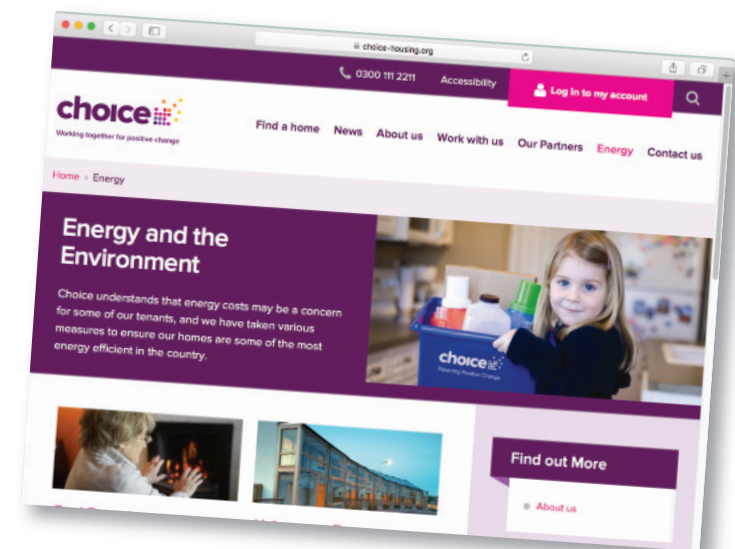 choice-housing.org
0300 111 2211 Accessibility Log in to my account
choice
Working together for positive change
Find a home News About us Work with us Our Partners Energy Contact us
Home Energy
Energy and the
Environment
Choice understands that energy costs may be a concern
for some of our tenants, and we have taken various
measures to ensure our homes are some of the most
energy efficient in the country.
choice
Powering Positive Change
Find out More
About us